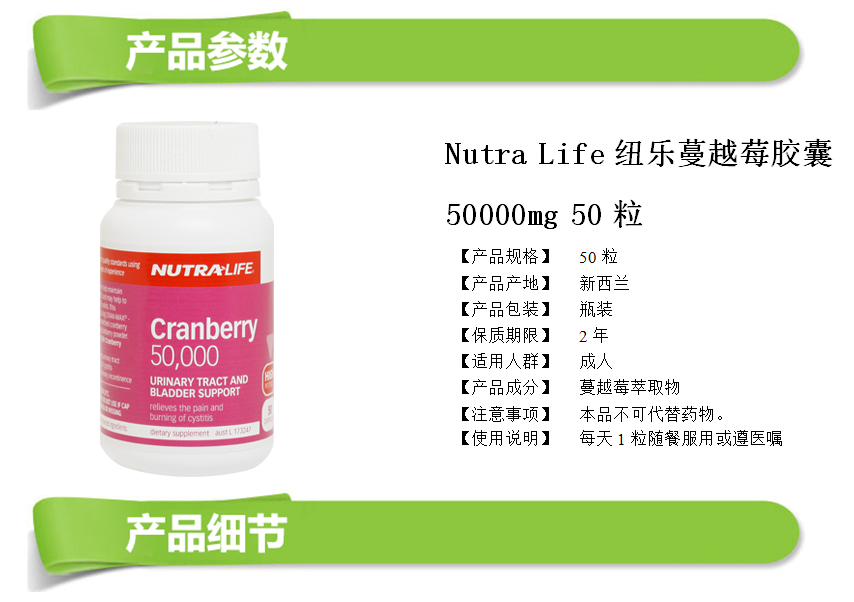 产品参数
Nutra Life 纽乐蔓越莓胶囊
50000mg 50 粒
【产品规格】 50 粒
【产品产地】 新西兰
【产品包装】 瓶装
【保质期限】 2 年
【适用人群】 成人
【产品成分】 蔓越莓萃取物
【注意事项】 本品不可代替药物。
【使用说明】 每天 1 粒随餐服用或遵医嘱
NUTRA-LIFE
Cranberry
50,000
URINARY TRACT AND
BLADDER SUPPORT
relieves the pain and
burning of cystitis
dietary supplement aust L 173247
产品细节